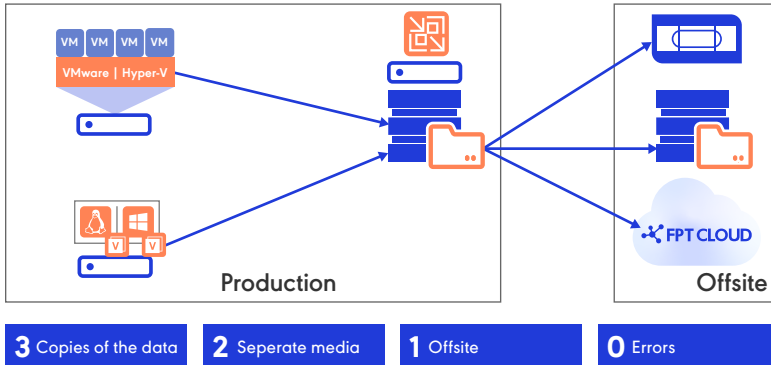 VM VM VM VM
VMware | Hyper-V
V V
FPT CLOUD
Production
Offsite
3 Copies of the data
2 Seperate media
1 Offsite
0 Errors